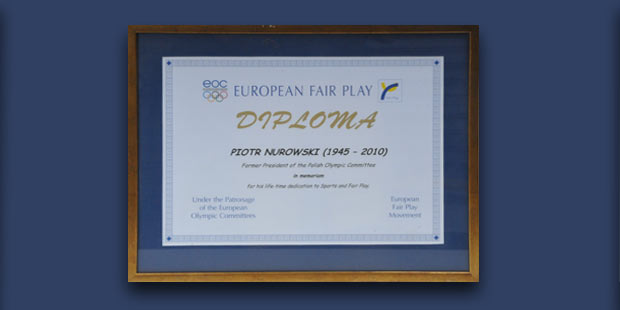 eoc
EUROPEAN FAIR PLAY
Fair Play
DIPLOMA
PIOTR NUROWSKI (1945 - 2010)
Former President of the Polish Olympic Committee
in memoriam
for his life-time dedication to Sports and Fair Play
Under the Patronage
of the European
Olympic Committees
European
Fair Play
Movement